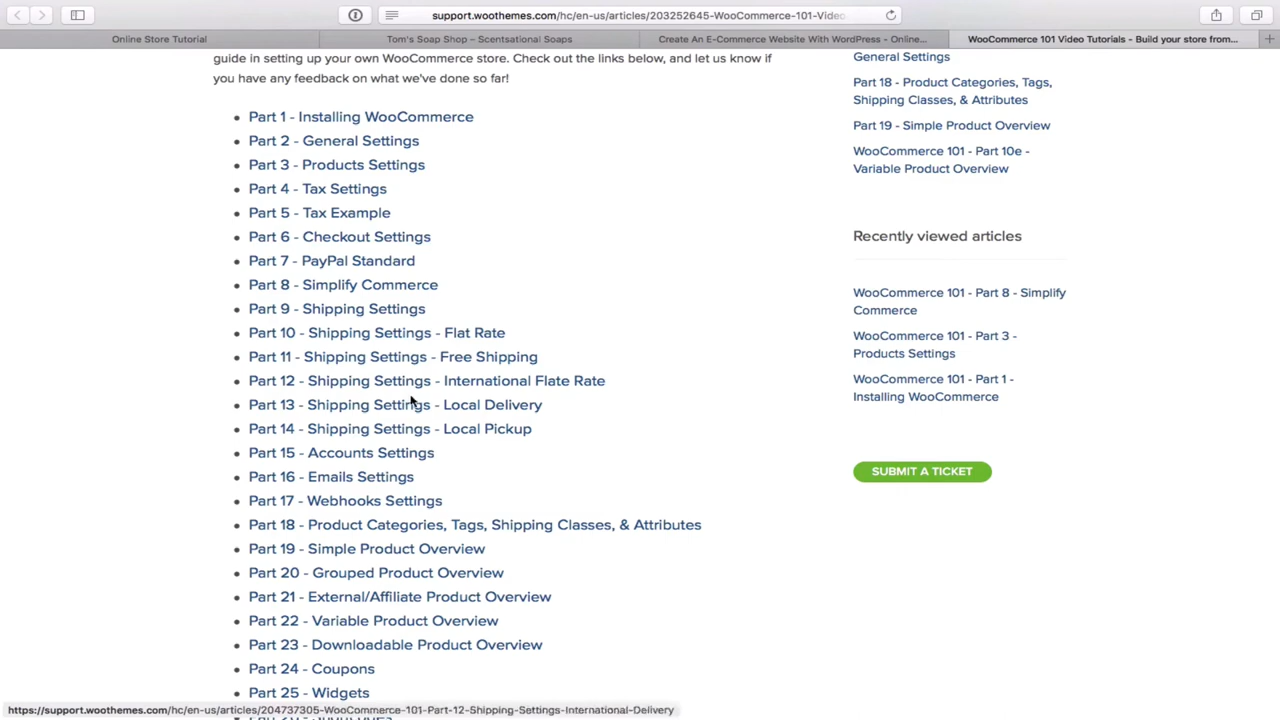 support.woothemes.com/hc/en-us/articles/203252645-WooCommerce-101-Video-
Online Store Tutorial
Tom's Soap Shop – Scentsational Soaps
Create An E-Commerce Website With WordPress - Online...
WooCommerce 101 Video Tutorials - Build your store from...
guide in setting up your own WooCommerce store. Check out the links below, and let us know if
you have any feedback on what we've done so far!
Part 1 - Installing WooCommerce
Part 2 - General Settings
Part 3 - Products Settings
Part 4 - Tax Settings
Part 5 - Tax Example
Part 6 - Checkout Settings
Part 7 - PayPal Standard
Part 8 - Simplify Commerce
Part 9 - Shipping Settings
Part 10 - Shipping Settings - Flat Rate
Part 11 - Shipping Settings - Free Shipping
Part 12 - Shipping Settings - International Flate Rate
Part 13 - Shipping Settings - Local Delivery
Part 14 - Shipping Settings - Local Pickup
Part 15 - Accounts Settings
Part 16 - Emails Settings
Part 17 - Webhooks Settings
Part 18 - Product Categories, Tags, Shipping Classes, & Attributes
Part 19 - Simple Product Overview
Part 20 - Grouped Product Overview
Part 21 - External/Affiliate Product Overview
Part 22 - Variable Product Overview
Part 23 - Downloadable Product Overview
Part 24 - Coupons
Part 25 - Widgets
General Settings
Part 18 - Product Categories, Tags,
Shipping Classes, & Attributes
Part 19 - Simple Product Overview
WooCommerce 101 - Part 10e -
Variable Product Overview
Recently viewed articles
WooCommerce 101 - Part 8 - Simplify
Commerce
WooCommerce 101 - Part 3 -
Products Settings
WooCommerce 101 - Part 1 -
Installing WooCommerce
SUBMIT A TICKET
https://support.woothemes.com/hc/en-us/articles/204737305-WooCommerce-101-Part-12-Shipping-Settings-International-Delivery